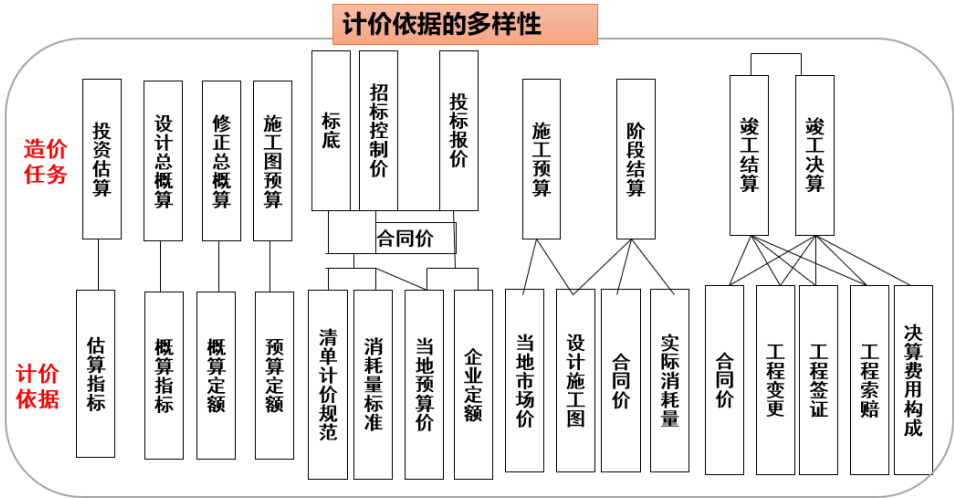 计价依据的多样性
造价
任务
投资估算
设计总概算
修正总概算
施工图预算
标底
招标控制价
投标报价
施工预算
阶段结算
竣工结算
竣工决算
合同价
计价
依据
估算指标
概算指标
概算定额
预算定额
清单计价规范
消耗量标准
当地预算价
企业定额
当地市场价
设计施工图
合同价
实际消耗量
合同价
工程变更
工程签证
工程索赔
决算费用构成